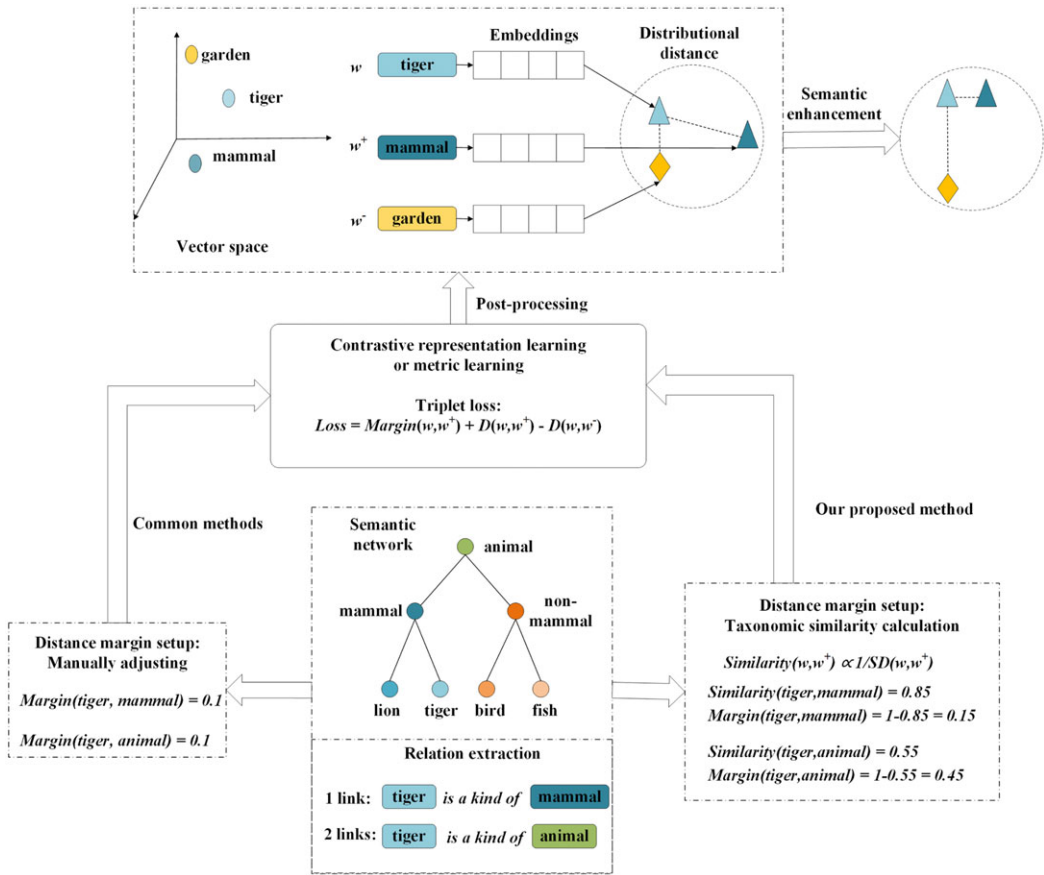 garden
tiger
mammal
Vector space
Embeddings
Distributional
distance
w tiger
w⁺ mammal
w⁻ garden
Semantic
enhancement
Post-processing
Contrastive representation learning
or metric learning
Triplet loss:
Loss = Margin(w,w⁺) + D(w,w⁺) - D(w,w⁻)
Common methods
Our proposed method
Semantic
network
animal
mammal
non-
mammal
lion
tiger
bird
fish
Relation extraction
1 link: tiger is a kind of mammal
2 links: tiger is a kind of animal
Distance margin setup:
Manually adjusting
Margin(tiger, mammal) = 0.1
Margin(tiger, animal) = 0.1
Distance margin setup:
Taxonomic similarity calculation
Similarity(w,w⁺) ∝1/SD(w,w⁺)
Similarity(tiger,mammal) = 0.85
Margin(tiger,mammal) = 1-0.85 = 0.15
Similarity(tiger,animal) = 0.55
Margin(tiger,animal) = 1-0.55 = 0.45